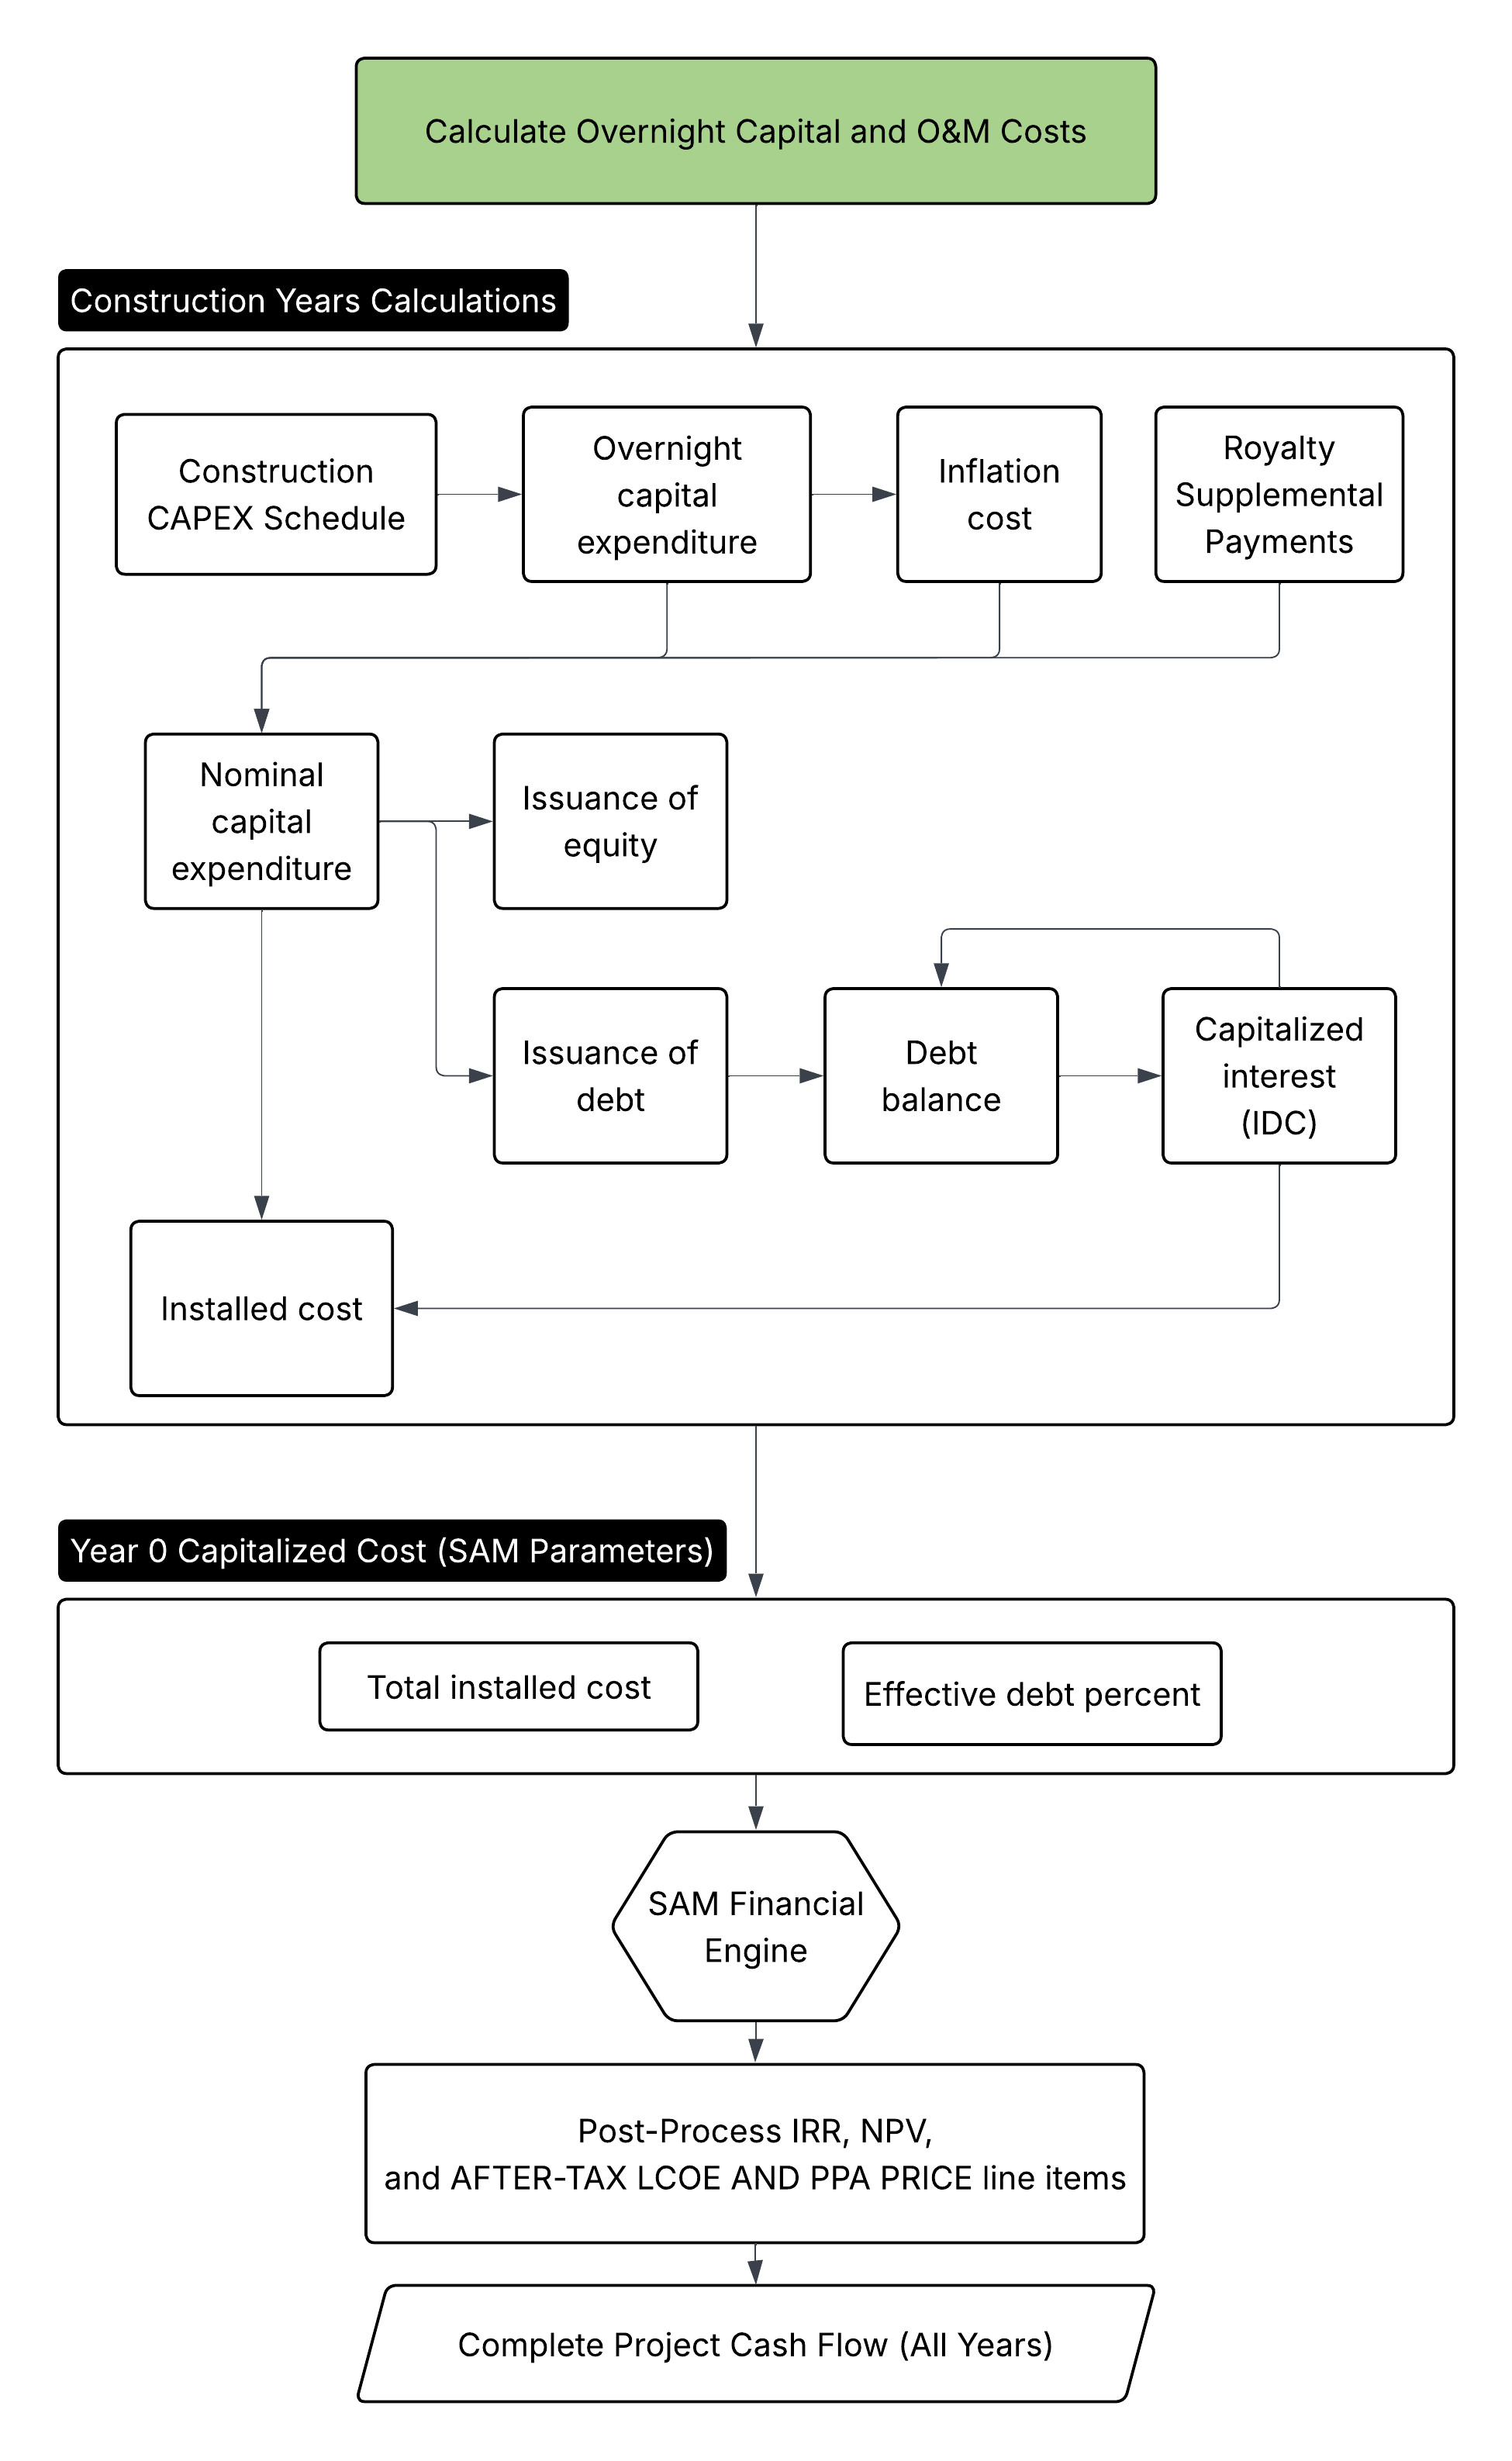 Calculate Overnight Capital and O&M Costs
Construction Years Calculations
Construction
CAPEX Schedule
Overnight
capital
expenditure
Inflation
cost
Royalty
Supplemental
Payments
Nominal
capital
expenditure
Issuance of
equity
Issuance of
debt
Debt
balance
Capitalized
interest
(IDC)
Installed cost
Year 0 Capitalized Cost (SAM Parameters)
Total installed cost
Effective debt percent
SAM Financial
Engine
Post-Process IRR, NPV,
and AFTER-TAX LCOE AND PPA PRICE line items
Complete Project Cash Flow (All Years)